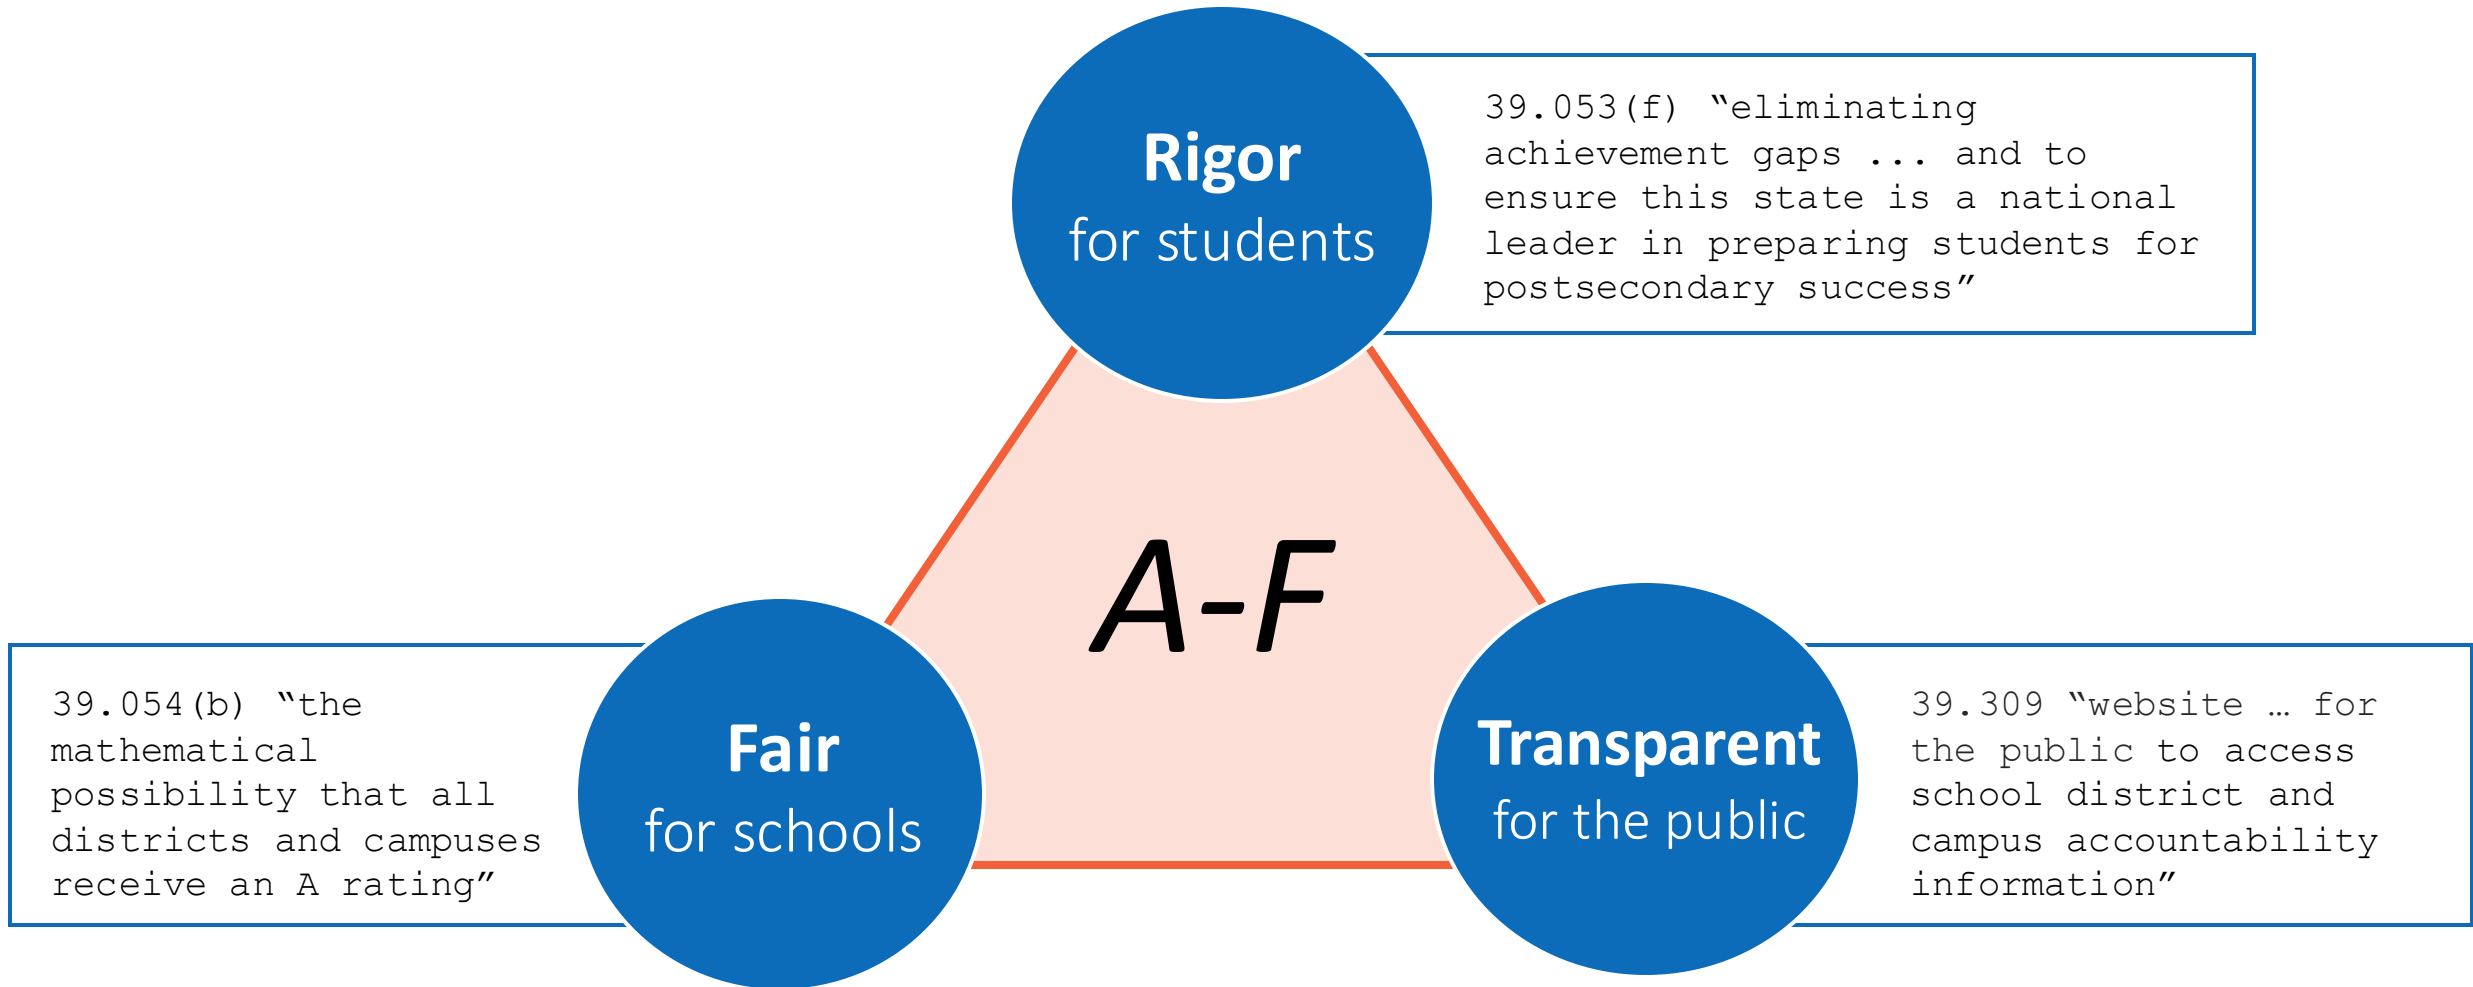 Rigor
for students
39.053(f) “eliminating
achievement gaps ... and to
ensure this state is a national
leader in preparing students for
postsecondary success”
A-F
39.054(b) “the
mathematical
possibility that all
districts and campuses
receive an A rating”
Fair
for schools
Transparent
for the public
39.309 “website … for
the public to access
school district and
campus accountability
information”